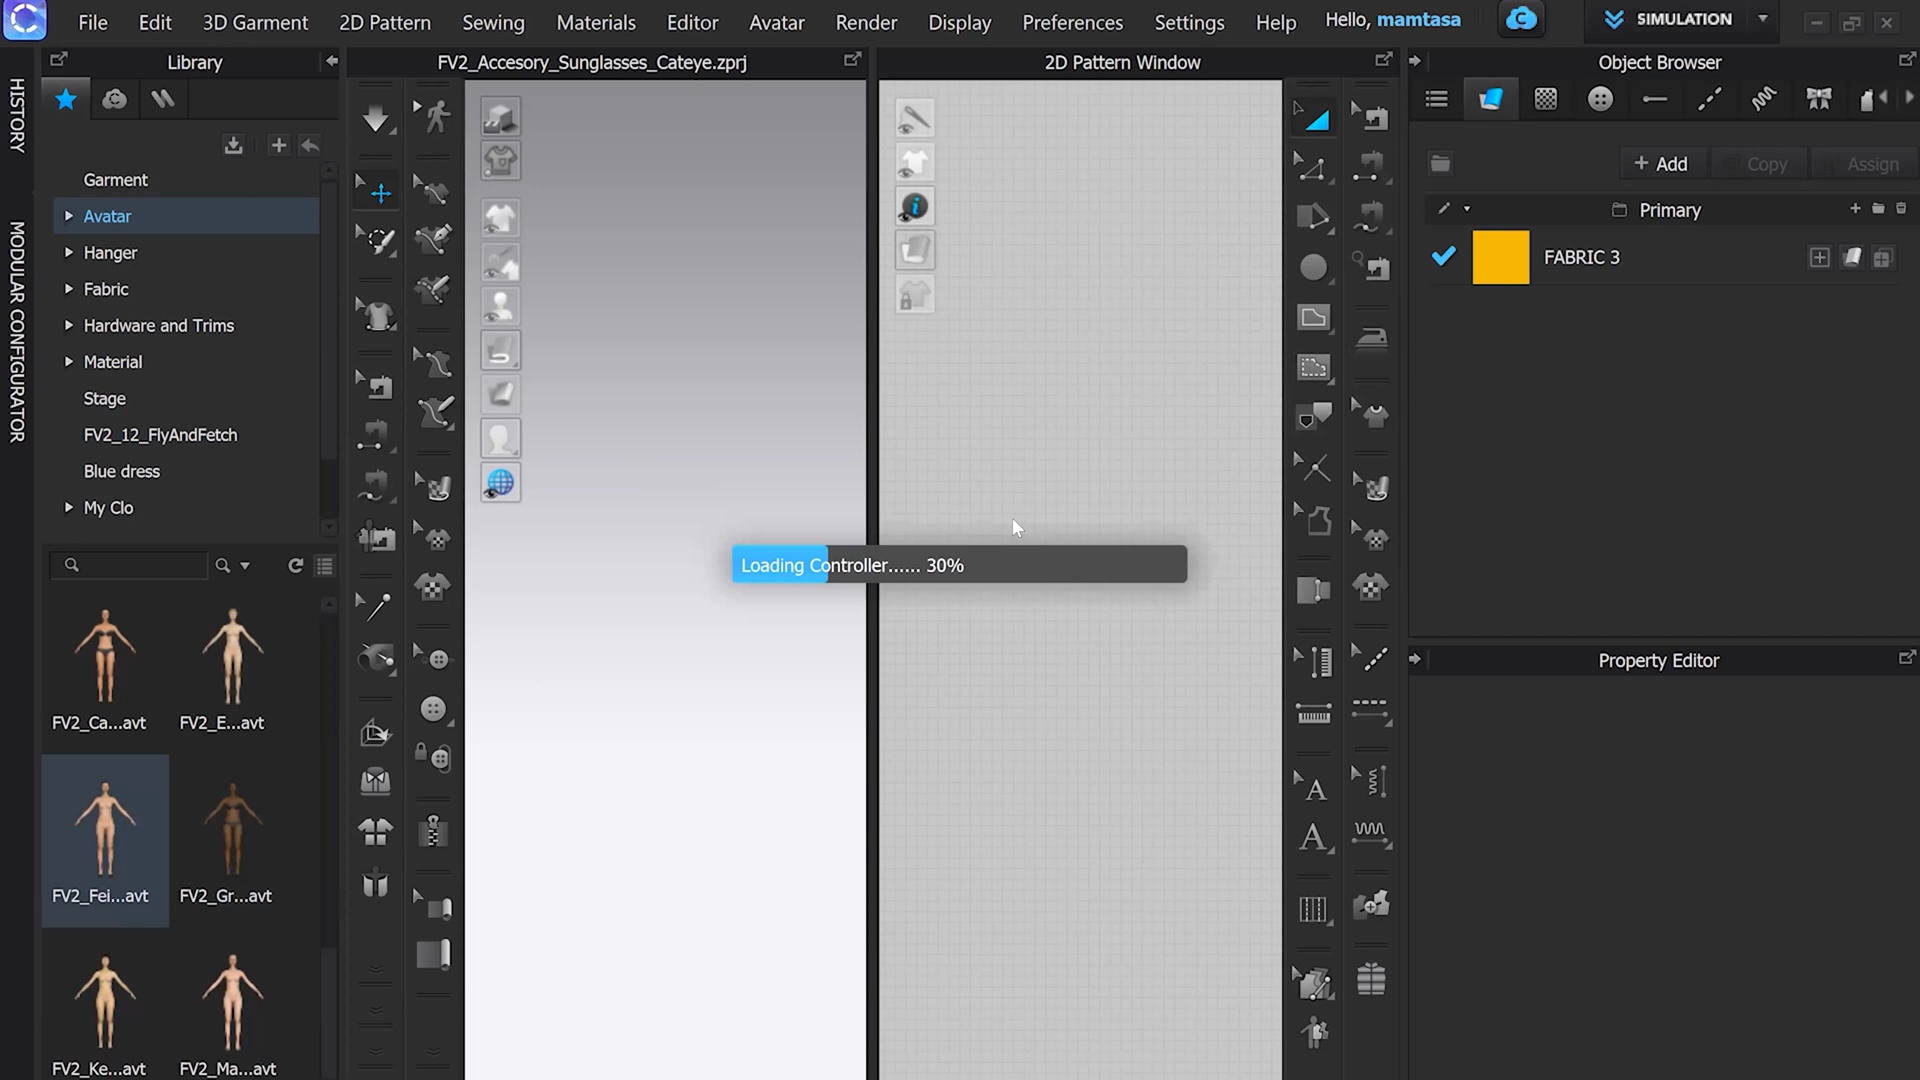 File Edit 3D Garment 2D Pattern Sewing Materials Editor Avatar Render Display Preferences Settings Help Hello, mamtasa SIMULATION
Library
FV2_Accesory_Sunglasses_Cateye.zprj
2D Pattern Window
Object Browser
HISTORY
MODULAR CONFIGURATOR
Garment
Avatar
Hanger
Fabric
Hardware and Trims
Material
Stage
FV2_12_FlyAndFetch
Blue dress
My Clo
+ Add Copy Assign
Primary
FABRIC 3
Loading Controller...... 30%
Property Editor
FV2_Ca...avt FV2_E...avt
FV2_Fei...avt FV2_Gr...avt
FV2_Ke...avt FV2_Ma...avt